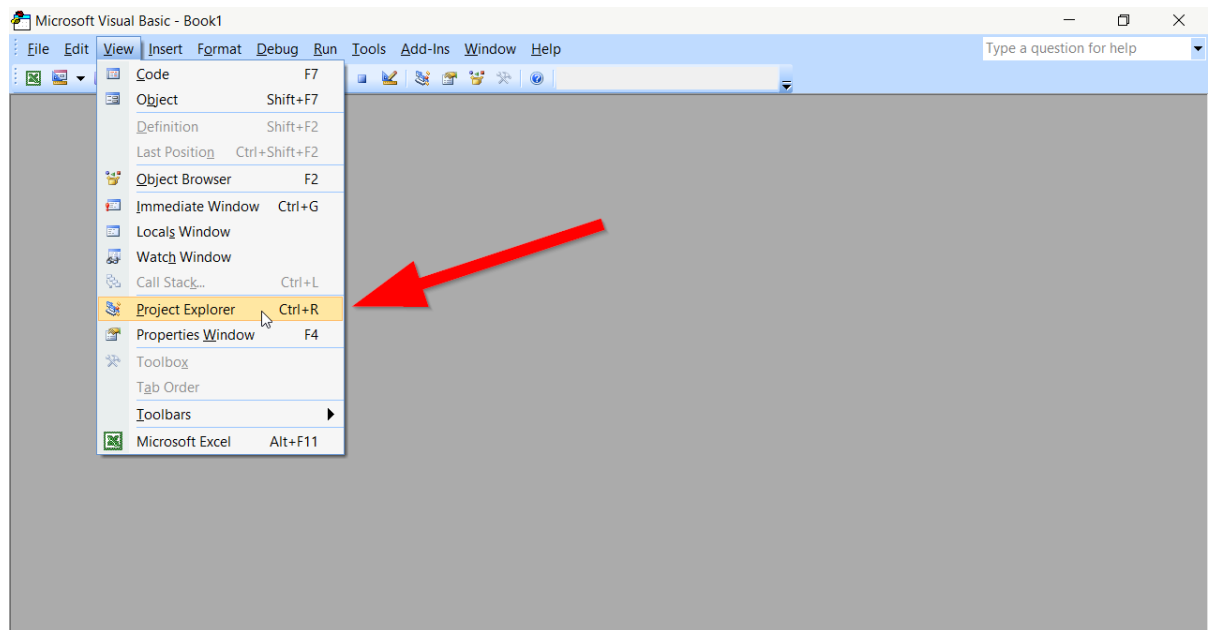 Microsoft Visual Basic - Book1
File Edit View Insert Format Debug Run Tools Add-Ins Window Help Type a question for help
Code F7
Object Shift+F7
Definition Shift+F2
Last Position Ctrl+Shift+F2
Object Browser F2
Immediate Window Ctrl+G
Locals Window
Watch Window
Call Stack... Ctrl+L
Project Explorer Ctrl+R
Properties Window F4
Toolbox
Tab Order
Toolbars
Microsoft Excel Alt+F11